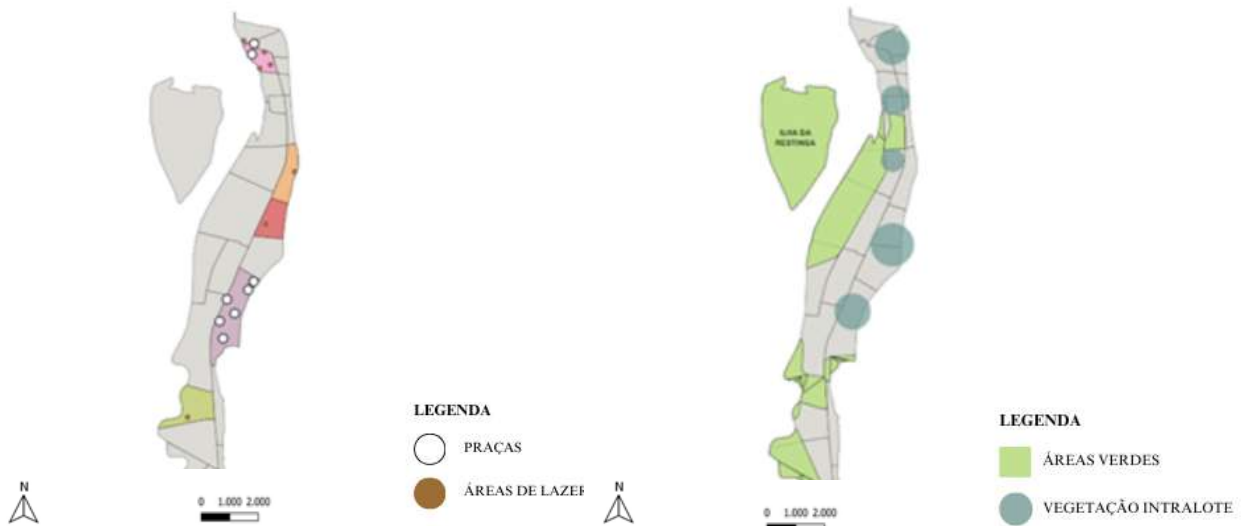 ILHA DA
RESTINGA
LEGENDA
PRAÇAS
ÁREAS DE LAZER
N
0 1.000 2.000
LEGENDA
ÁREAS VERDES
VEGETAÇÃO INTRALOTE
N
0 1.000 2.000